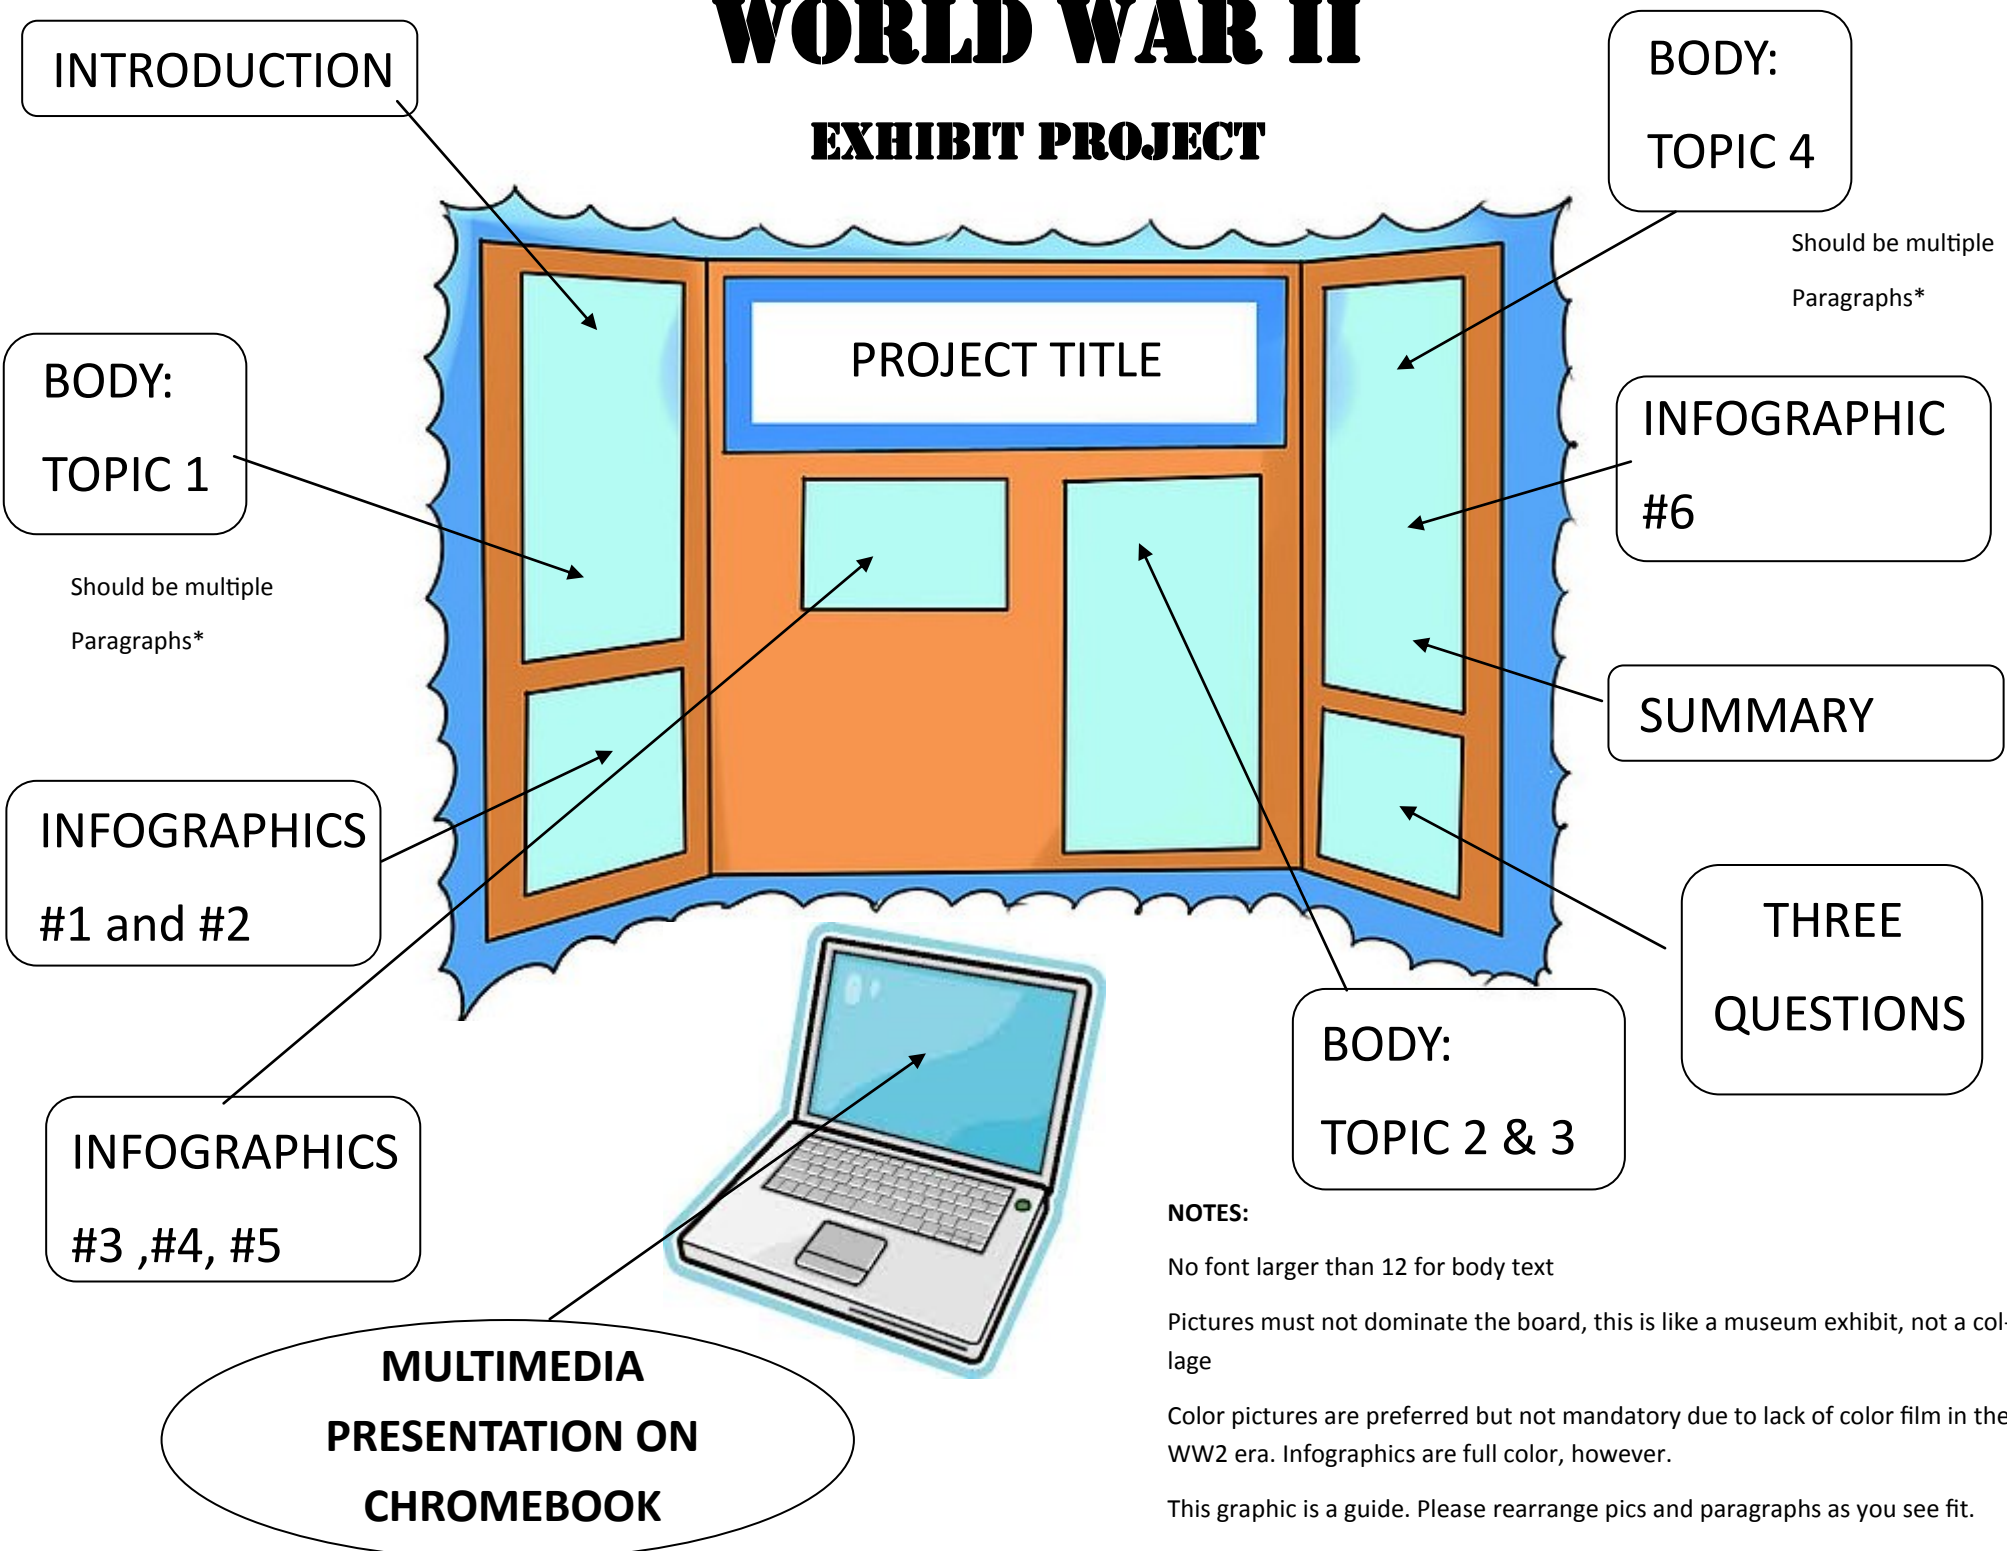 WORLD WAR II
EXHIBIT PROJECT
INTRODUCTION
BODY:
TOPIC 1
Should be multiple
Paragraphs*
INFOGRAPHICS
#1 and #2
INFOGRAPHICS
#3 ,#4, #5
PROJECT TITLE
BODY:
TOPIC 4
Should be multiple
Paragraphs*
INFOGRAPHIC
#6
SUMMARY
THREE
QUESTIONS
BODY:
TOPIC 2 & 3
MULTIMEDIA
PRESENTATION ON
CHROMEBOOK
NOTES:
No font larger than 12 for body text
Pictures must not dominate the board, this is like a museum exhibit, not a col-
lage
Color pictures are preferred but not mandatory due to lack of color film in the
WW2 era. Infographics are full color, however.
This graphic is a guide. Please rearrange pics and paragraphs as you see fit.